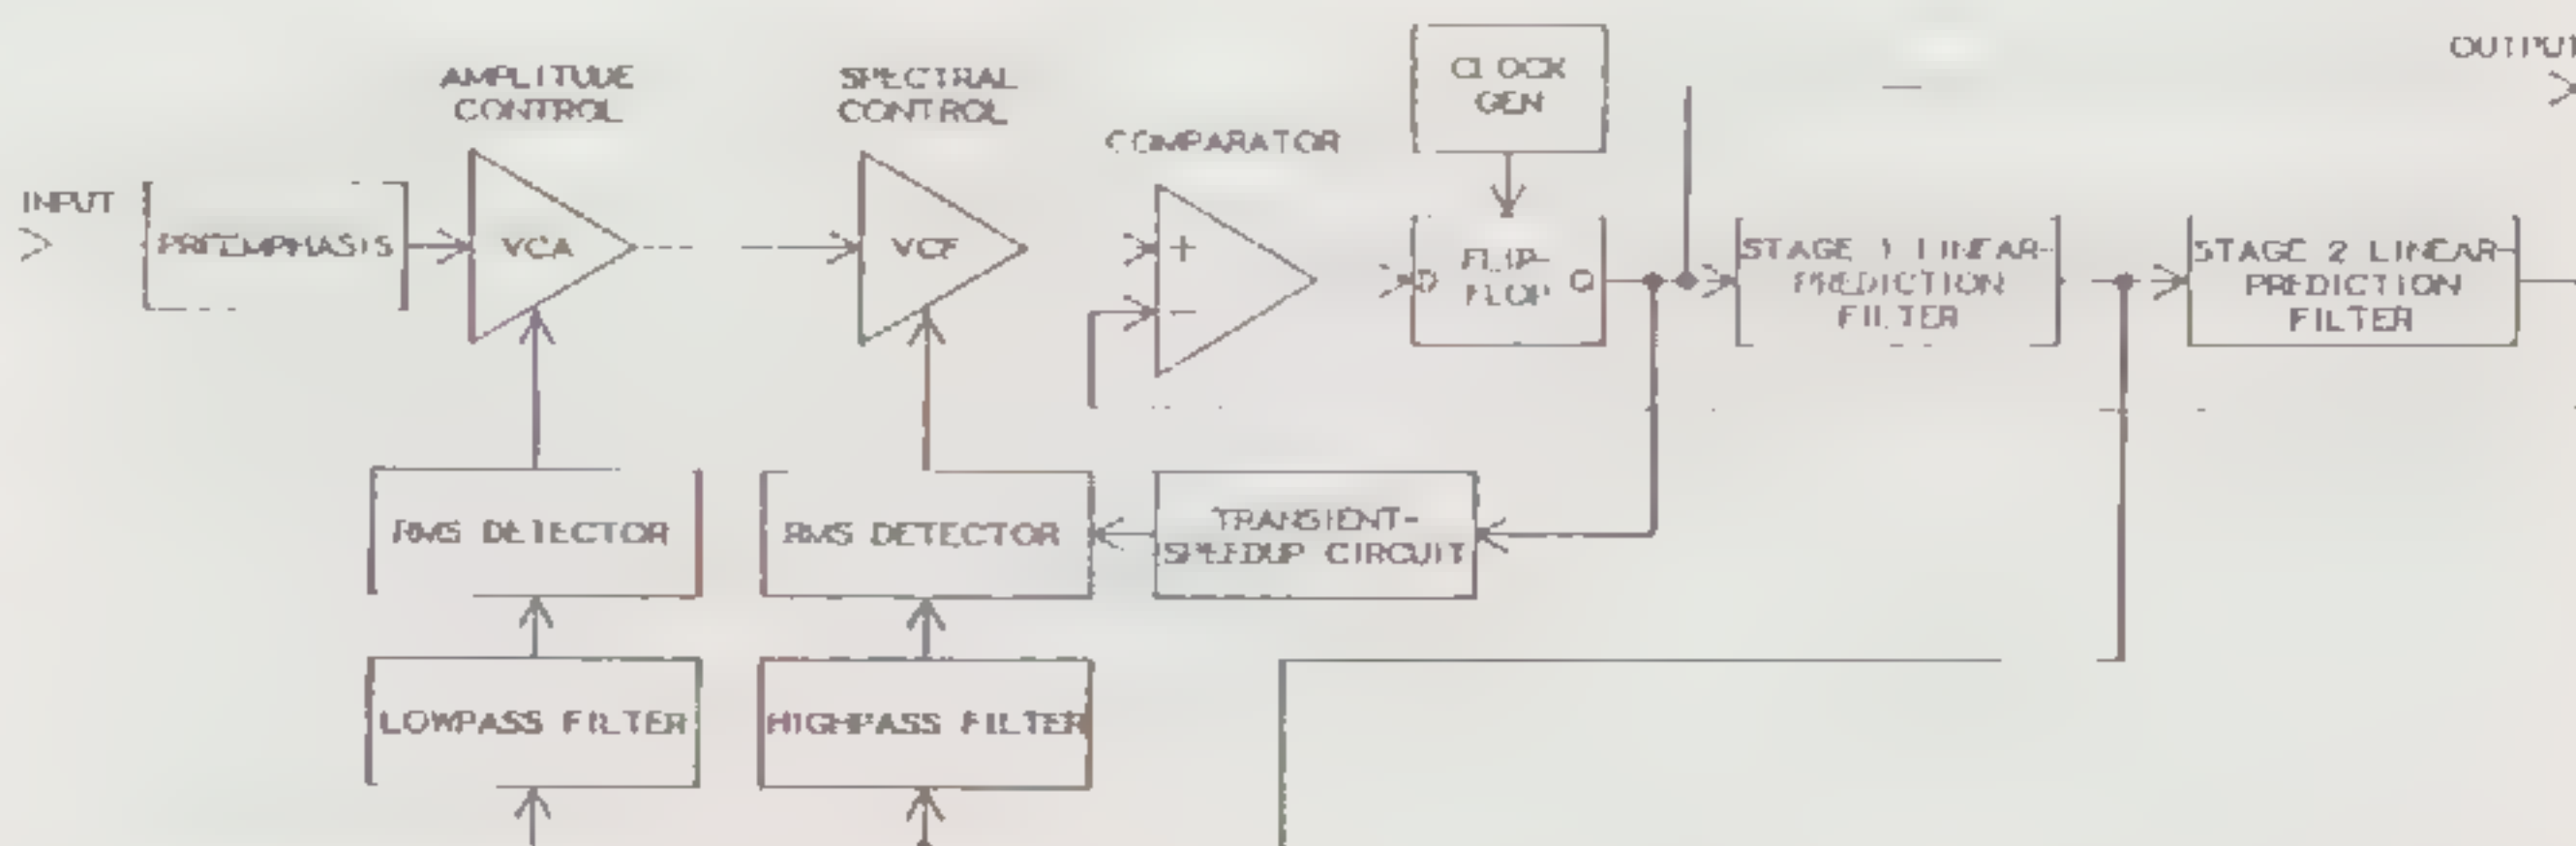 OUTPUT
CLOCK
GEN
AMPLITUDE
CONTROL
SPECTRAL
CONTROL
COMPARATOR
INPUT
PREEMPHASIS
VCA
VCF
+
−
D
FLIP-
FLOP
Q
STAGE 1 LINEAR-
PREDICTION
FILTER
STAGE 2 LINEAR-
PREDICTION
FILTER
RMS DETECTOR
RMS DETECTOR
TRANSIENT-
SPEEDUP CIRCUIT
LOWPASS FILTER
HIGHPASS FILTER